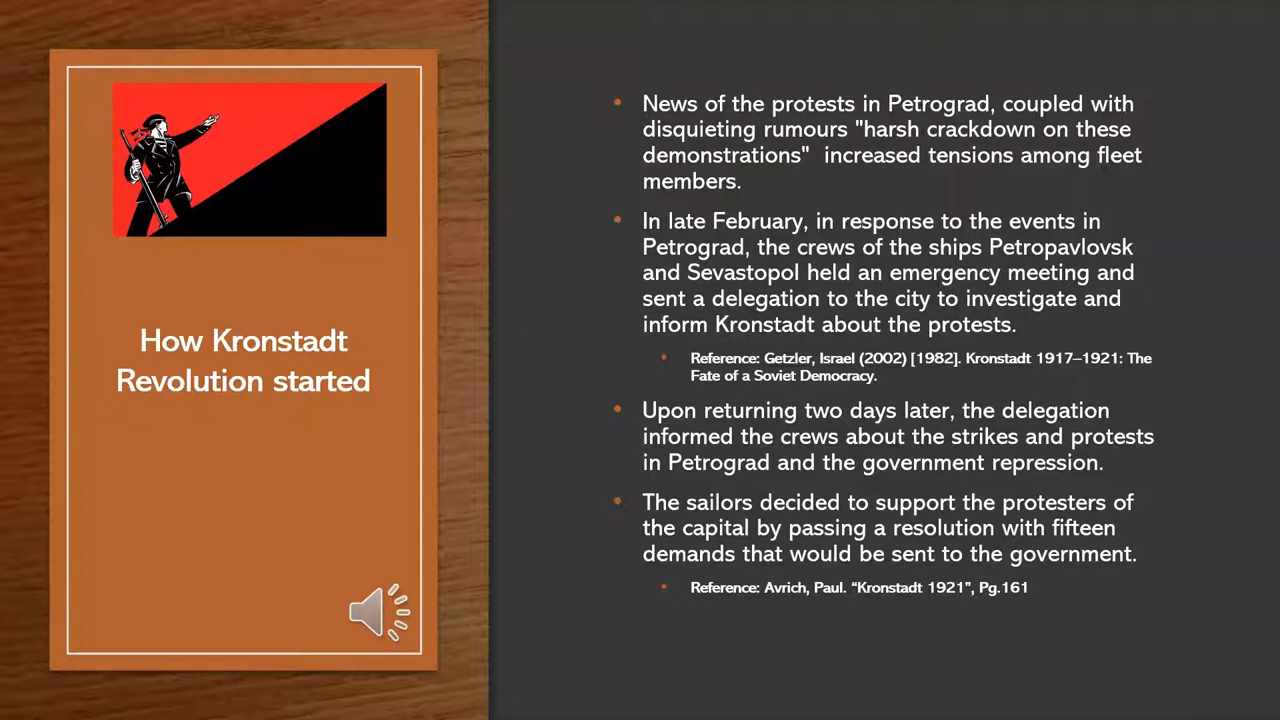 How Kronstadt
Revolution started
News of the protests in Petrograd, coupled with
disquieting rumours "harsh crackdown on these
demonstrations"  increased tensions among fleet
members.
In late February, in response to the events in
Petrograd, the crews of the ships Petropavlovsk
and Sevastopol held an emergency meeting and
sent a delegation to the city to investigate and
inform Kronstadt about the protests.
Reference: Getzler, Israel (2002) [1982]. Kronstadt 1917–1921: The
Fate of a Soviet Democracy.
Upon returning two days later, the delegation
informed the crews about the strikes and protests
in Petrograd and the government repression.
The sailors decided to support the protesters of
the capital by passing a resolution with fifteen
demands that would be sent to the government.
Reference: Avrich, Paul. “Kronstadt 1921”, Pg.161